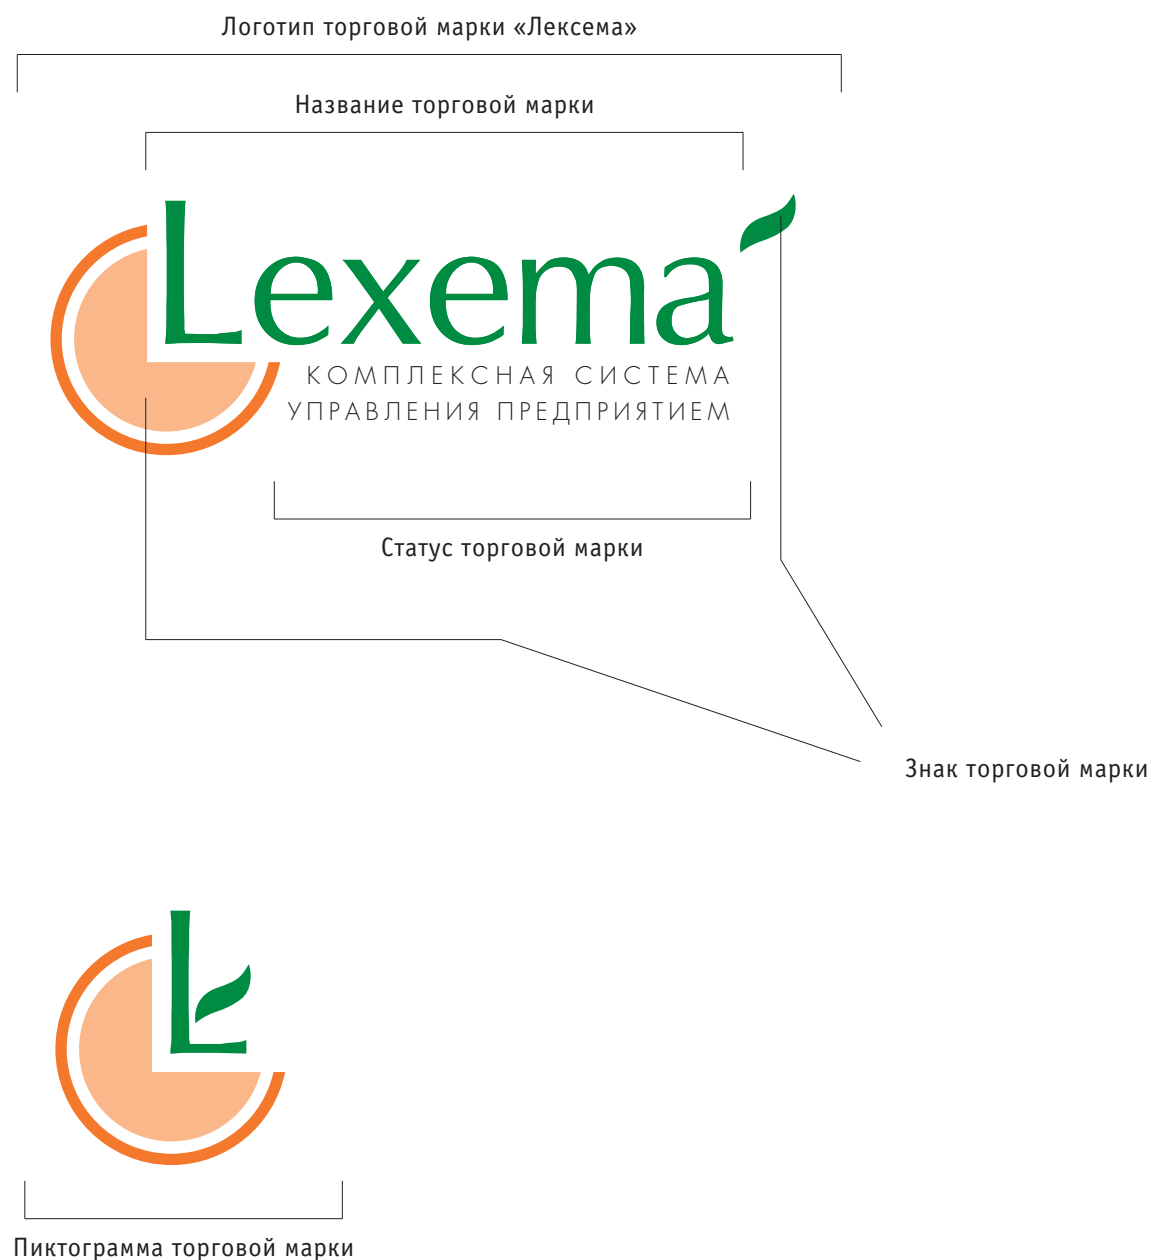 Логотип торговой марки «Лексема»
Название торговой марки
Lexema
КОМПЛЕКСНАЯ СИСТЕМА
УПРАВЛЕНИЯ ПРЕДПРИЯТИЕМ
Статус торговой марки
Знак торговой марки
L
Пиктограмма торговой марки